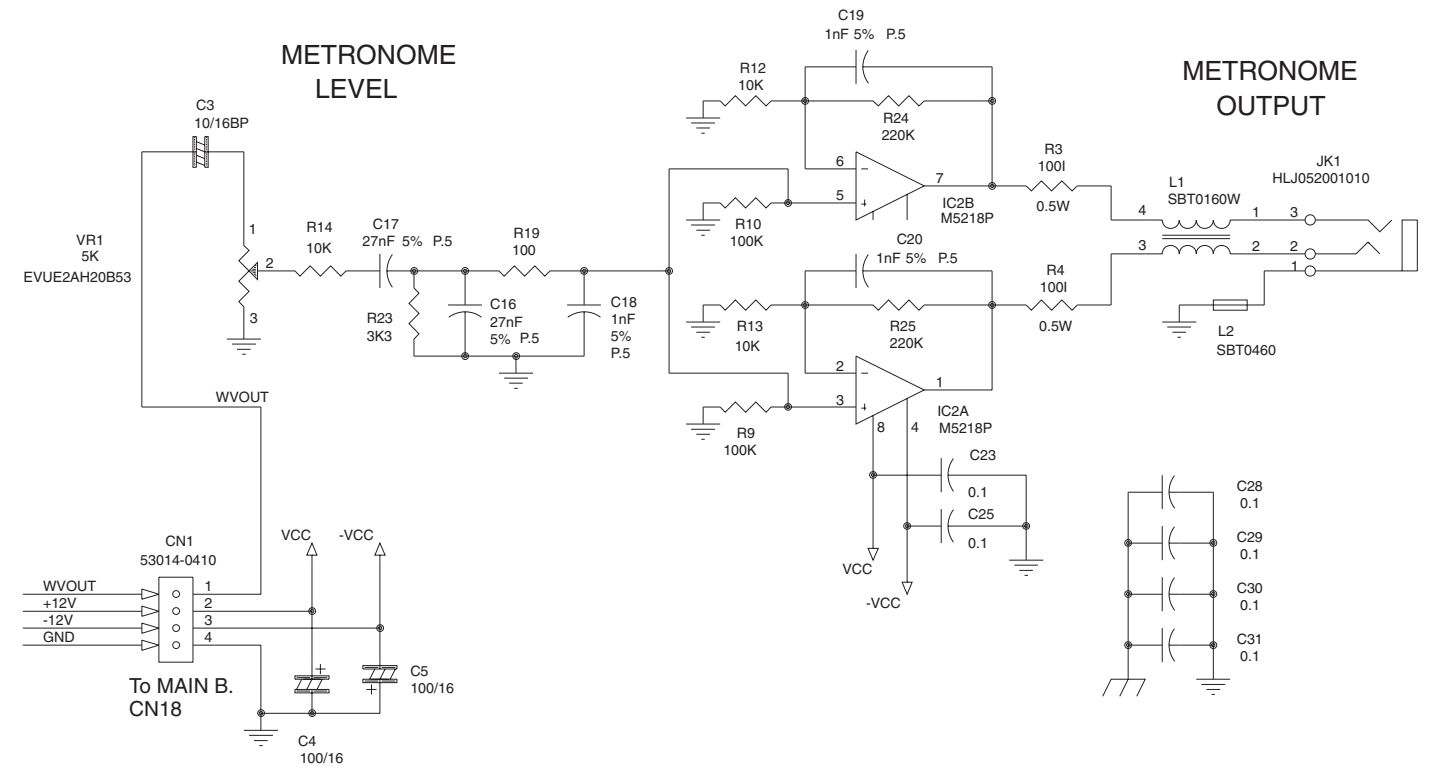 METRONOME
LEVEL
METRONOME
OUTPUT
C3
10/16BP
VR1
5K
EVUE2AH20B53
1
2
3
R14
10K
C17
27nF 5% P.5
R23
3K3
C16
27nF
5% P.5
R19
100
C18
1nF
5%
P.5
C19
1nF 5% P.5
R12
10K
R24
220K
R10
100K
6
5
7
IC2B
M5218P
C20
1nF 5% P.5
R13
10K
R25
220K
R9
100K
2
3
1
8
4
IC2A
M5218P
C23
0.1
C25
0.1
VCC
-VCC
R3
100I
0.5W
R4
100I
0.5W
L1
SBT0160W
4
3
1
2
JK1
HLJ052001010
3
2
1
L2
SBT0460
WVOUT
CN1
53014-0410
WVOUT
+12V
-12V
GND
1
2
3
4
To MAIN B.
CN18
VCC
-VCC
C4
100/16
C5
100/16
C28
0.1
C29
0.1
C30
0.1
C31
0.1
+
+
−
+
−
+